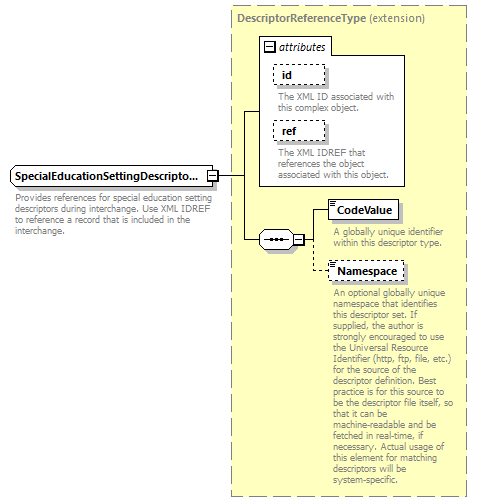 DescriptorReferenceType (extension)
attributes
id
The XML ID associated with
this complex object.
ref
The XML IDREF that
references the object
associated with this object.
SpecialEducationSettingDescripto...
Provides references for special education setting
descriptors during interchange. Use XML IDREF
to reference a record that is included in the
interchange.
CodeValue
A globally unique identifier
within this descriptor type.
Namespace
An optional globally unique
namespace that identifies
this descriptor set. If
supplied, the author is
strongly encouraged to use
the Universal Resource
Identifier (http, ftp, file, etc.)
for the source of the
descriptor definition. Best
practice is for this source to
be the descriptor file itself, so
that it can be
machine-readable and be
fetched in real-time, if
necessary. Actual usage of
this element for matching
descriptors will be
system-specific.